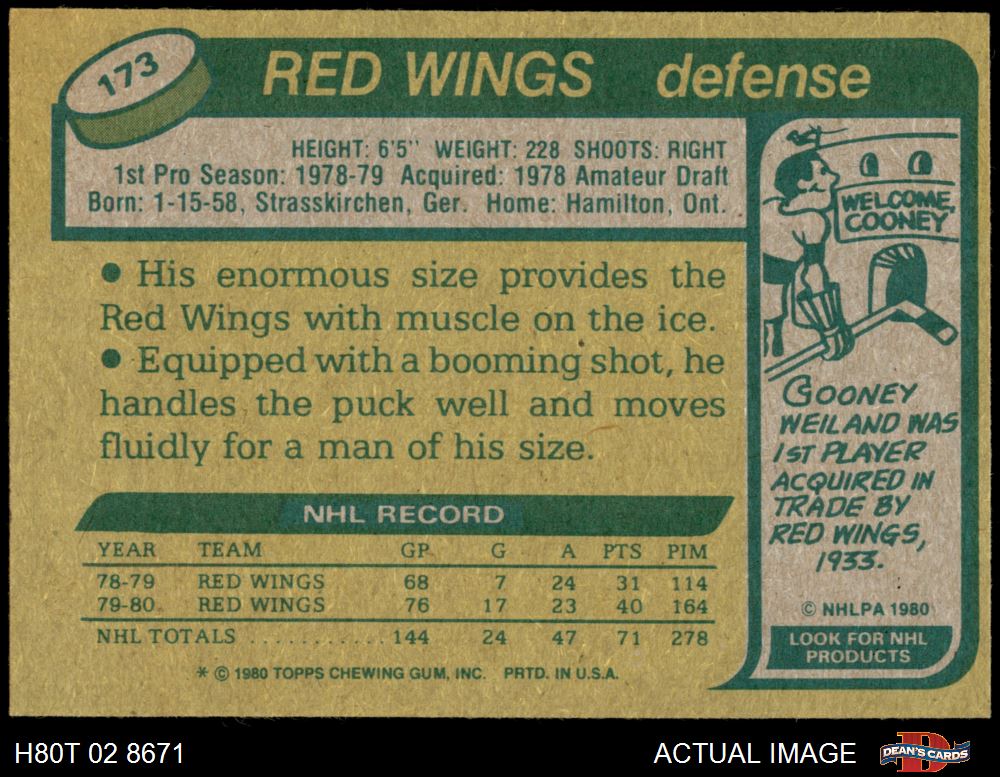 173
RED WINGS defense
HEIGHT: 6'5" WEIGHT: 228 SHOOTS: RIGHT
1st Pro Season: 1978-79 Acquired: 1978 Amateur Draft
Born: 1-15-58, Strasskirchen, Ger. Home: Hamilton, Ont.
● His enormous size provides the
Red Wings with muscle on the ice.
● Equipped with a booming shot, he
handles the puck well and moves
fluidly for a man of his size.
NHL RECORD
YEAR TEAM GP G A PTS PIM
78-79 RED WINGS 68 7 24 31 114
79-80 RED WINGS 76 17 23 40 164
NHL TOTALS ........... 144 24 47 71 278
* © 1980 TOPPS CHEWING GUM, INC. PRTD. IN U.S.A.
WELCOME,
COONEY
COONEY
WEILAND WAS
1ST PLAYER
ACQUIRED IN
TRADE BY
RED WINGS,
1933.
© NHLPA 1980
LOOK FOR NHL
PRODUCTS
H80T 02 8671
ACTUAL IMAGE
D
DEAN'S CARDS